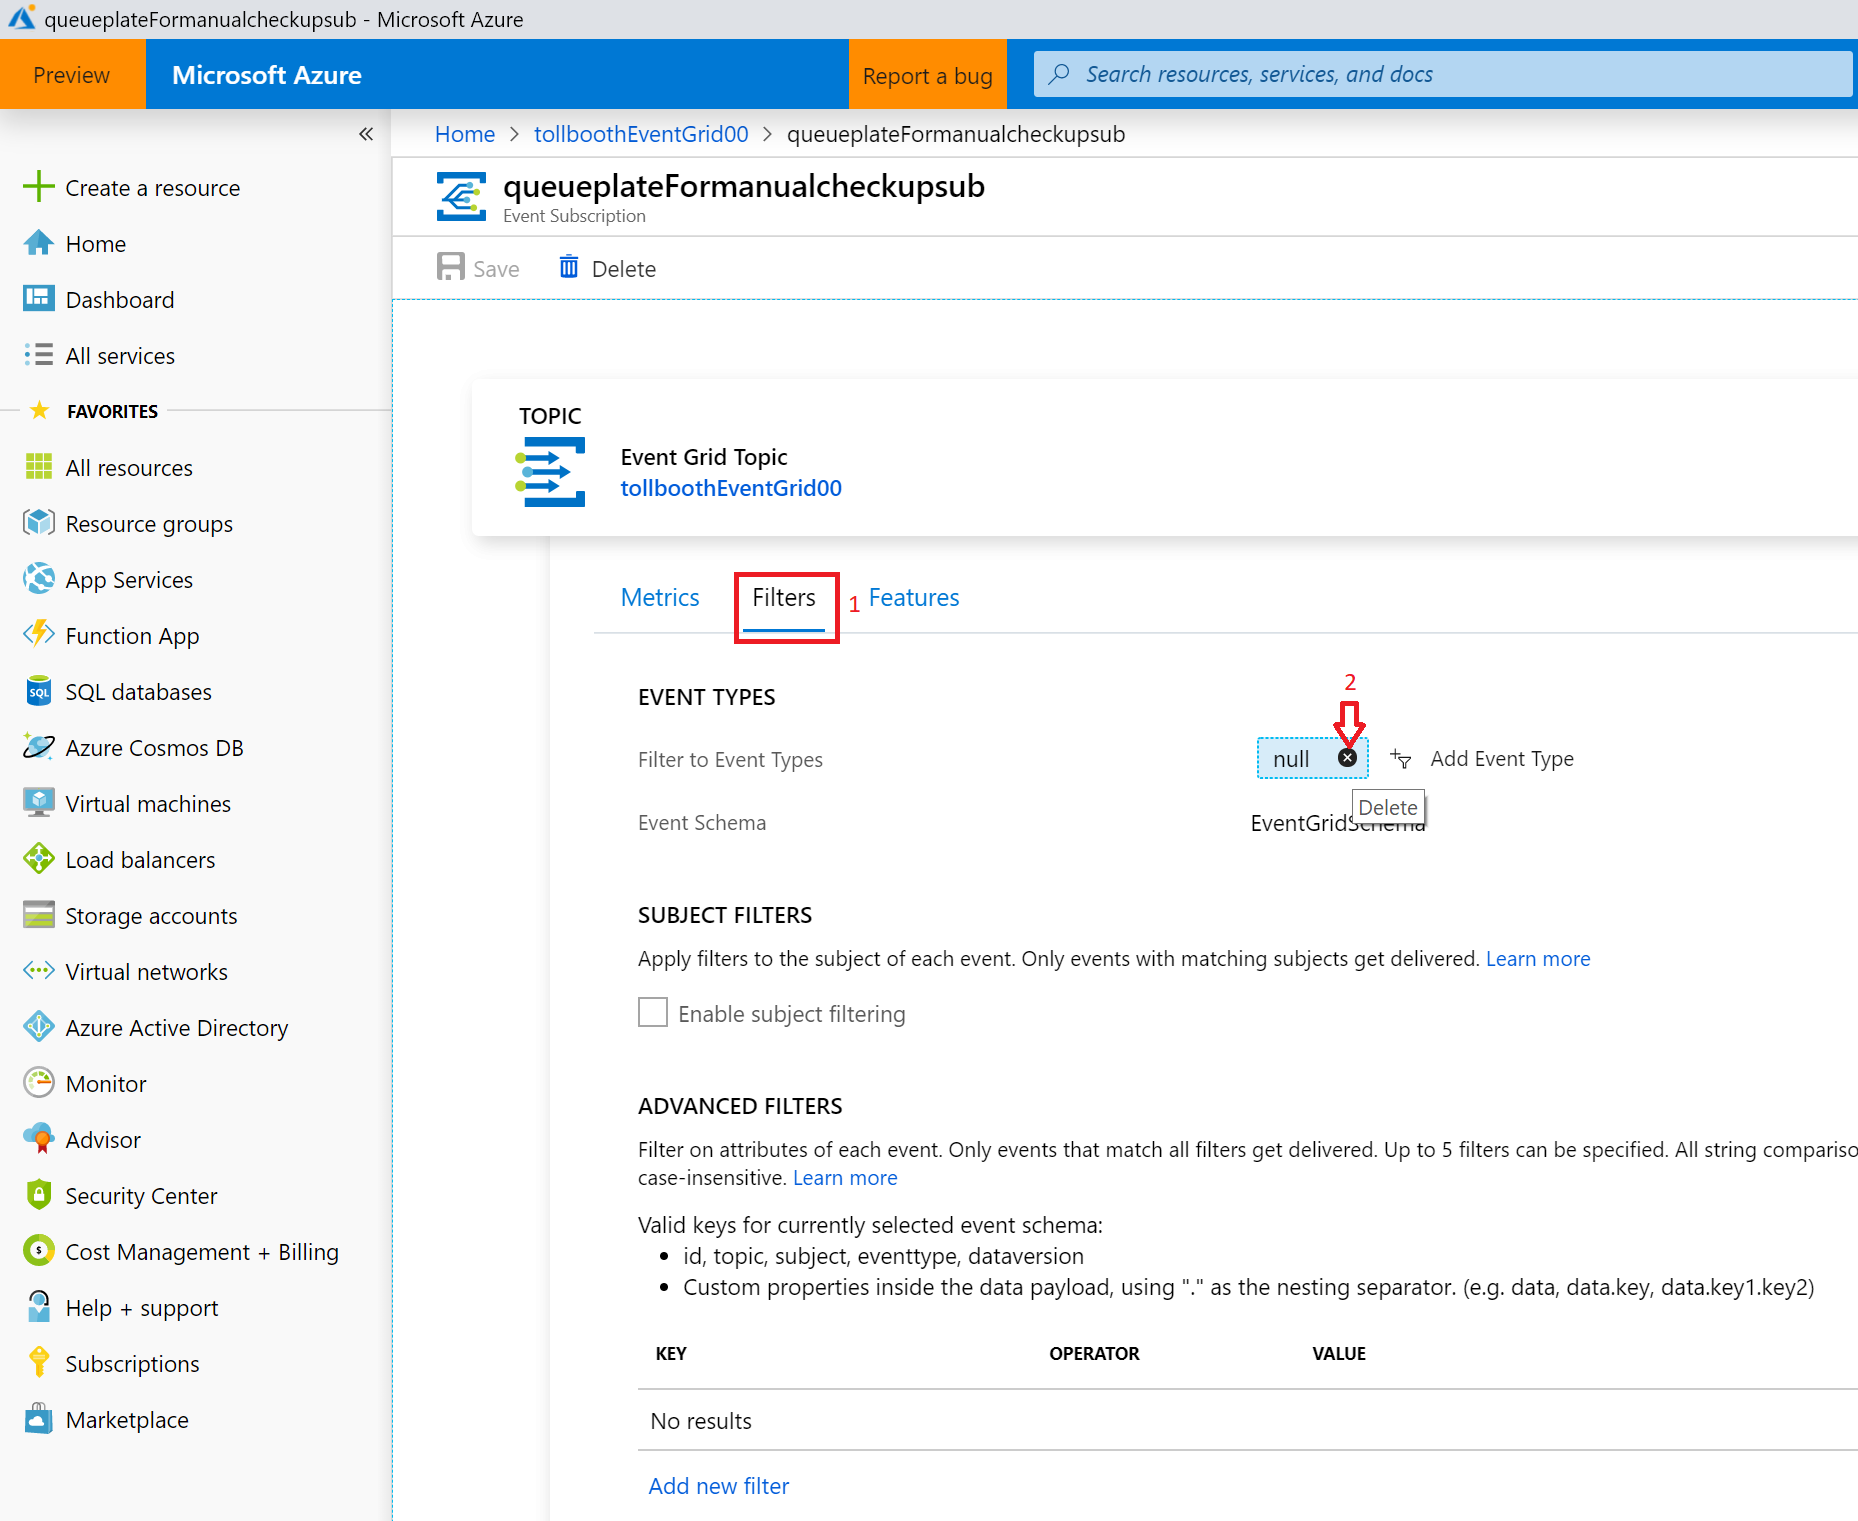 queueplateFormanualcheckupsub - Microsoft Azure
Preview
Microsoft Azure
Report a bug
Search resources, services, and docs
«
Home > tollboothEventGrid00 > queueplateFormanualcheckupsub
Create a resource
Home
Dashboard
All services
FAVORITES
All resources
Resource groups
App Services
Function App
SQL
SQL databases
Azure Cosmos DB
Virtual machines
Load balancers
Storage accounts
Virtual networks
Azure Active Directory
Monitor
Advisor
Security Center
$
Cost Management + Billing
Help + support
Subscriptions
Marketplace
queueplateFormanualcheckupsub
Event Subscription
Save
Delete
TOPIC
Event Grid Topic
tollboothEventGrid00
Metrics
Filters
1
Features
EVENT TYPES
2
Filter to Event Types
null
Add Event Type
Delete
Event Schema
EventGridSchema
SUBJECT FILTERS
Apply filters to the subject of each event. Only events with matching subjects get delivered. Learn more
Enable subject filtering
ADVANCED FILTERS
Filter on attributes of each event. Only events that match all filters get delivered. Up to 5 filters can be specified. All string compariso
case-insensitive. Learn more
Valid keys for currently selected event schema:
• id, topic, subject, eventtype, dataversion
• Custom properties inside the data payload, using "." as the nesting separator. (e.g. data, data.key, data.key1.key2)
KEY OPERATOR VALUE
No results
Add new filter